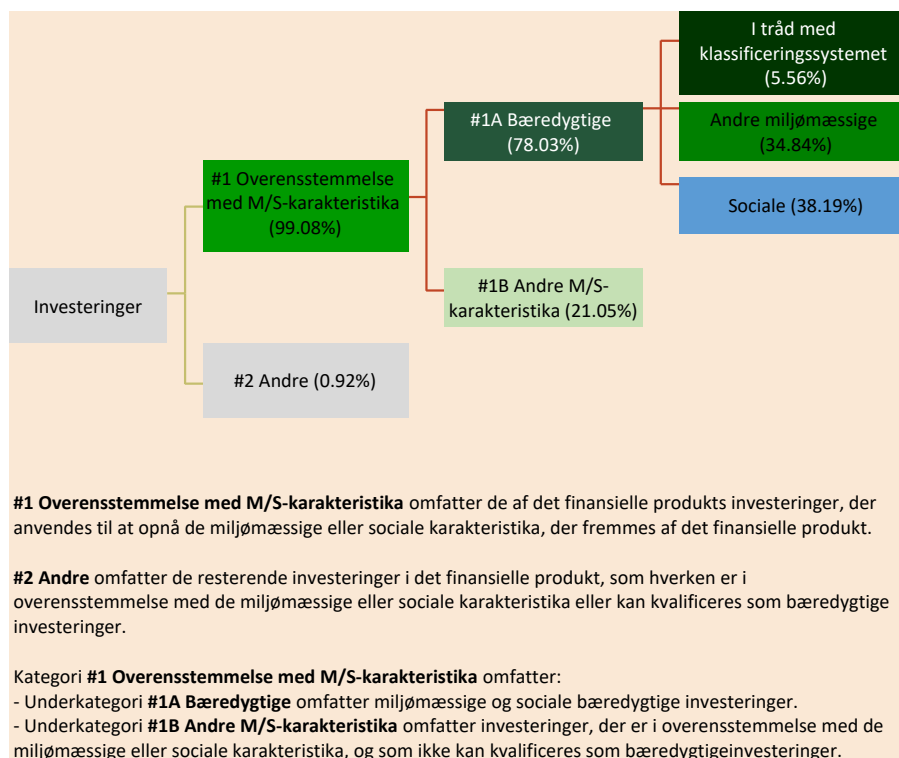 I tråd med
klassificeringssystemet
(5.56%)
#1A Bæredygtige
(78.03%)
Andre miljømæssige
(34.84%)
#1 Overensstemmelse
med M/S-karakteristika
(99.08%)
Sociale (38.19%)
Investeringer
#1B Andre M/S-
karakteristika (21.05%)
#2 Andre (0.92%)
#1 Overensstemmelse med M/S-karakteristika omfatter de af det finansielle produkts investeringer, der
anvendes til at opnå de miljømæssige eller sociale karakteristika, der fremmes af det finansielle produkt.
#2 Andre omfatter de resterende investeringer i det finansielle produkt, som hverken er i
overensstemmelse med de miljømæssige eller sociale karakteristika eller kan kvalificeres som bæredygtige
investeringer.
Kategori #1 Overensstemmelse med M/S-karakteristika omfatter:
- Underkategori #1A Bæredygtige omfatter miljømæssige og sociale bæredygtige investeringer.
- Underkategori #1B Andre M/S-karakteristika omfatter investeringer, der er i overensstemmelse med de
miljømæssige eller sociale karakteristika, og som ikke kan kvalificeres som bæredygtigeinvesteringer.